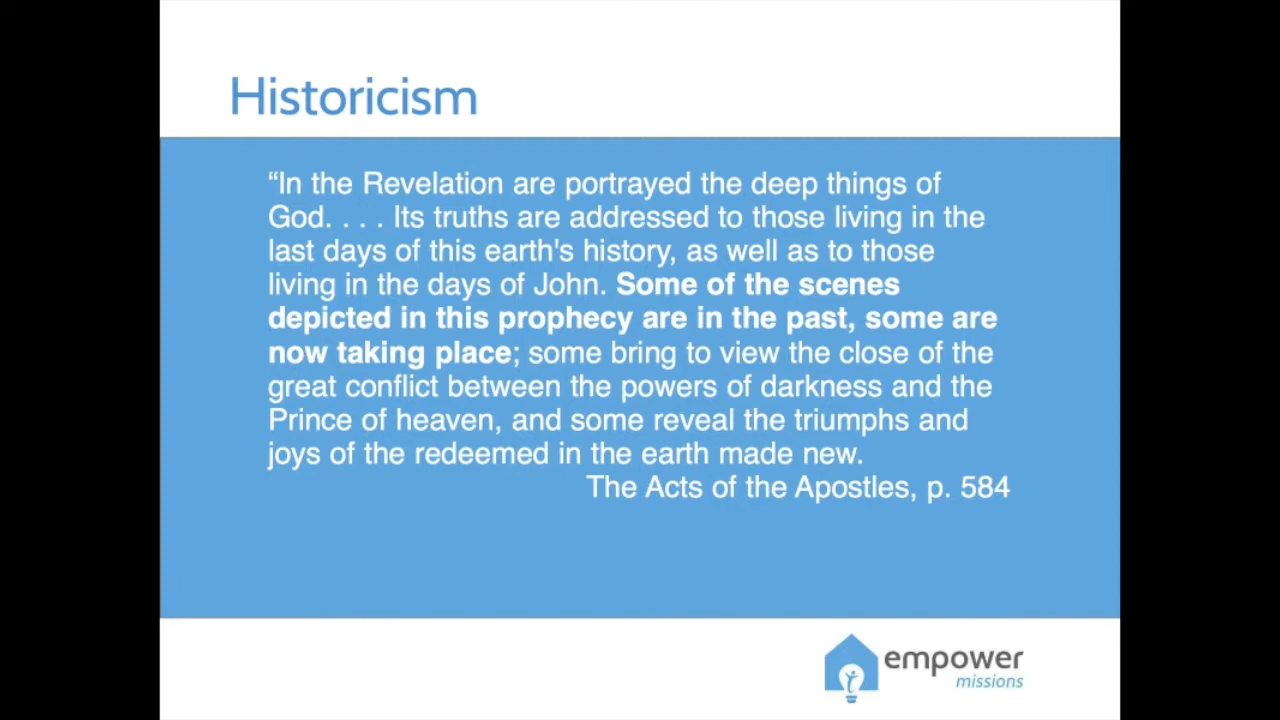 Historicism
“In the Revelation are portrayed the deep things of
God. . . . Its truths are addressed to those living in the
last days of this earth's history, as well as to those
living in the days of John. Some of the scenes
depicted in this prophecy are in the past, some are
now taking place; some bring to view the close of the
great conflict between the powers of darkness and the
Prince of heaven, and some reveal the triumphs and
joys of the redeemed in the earth made new.
The Acts of the Apostles, p. 584
empower
missions